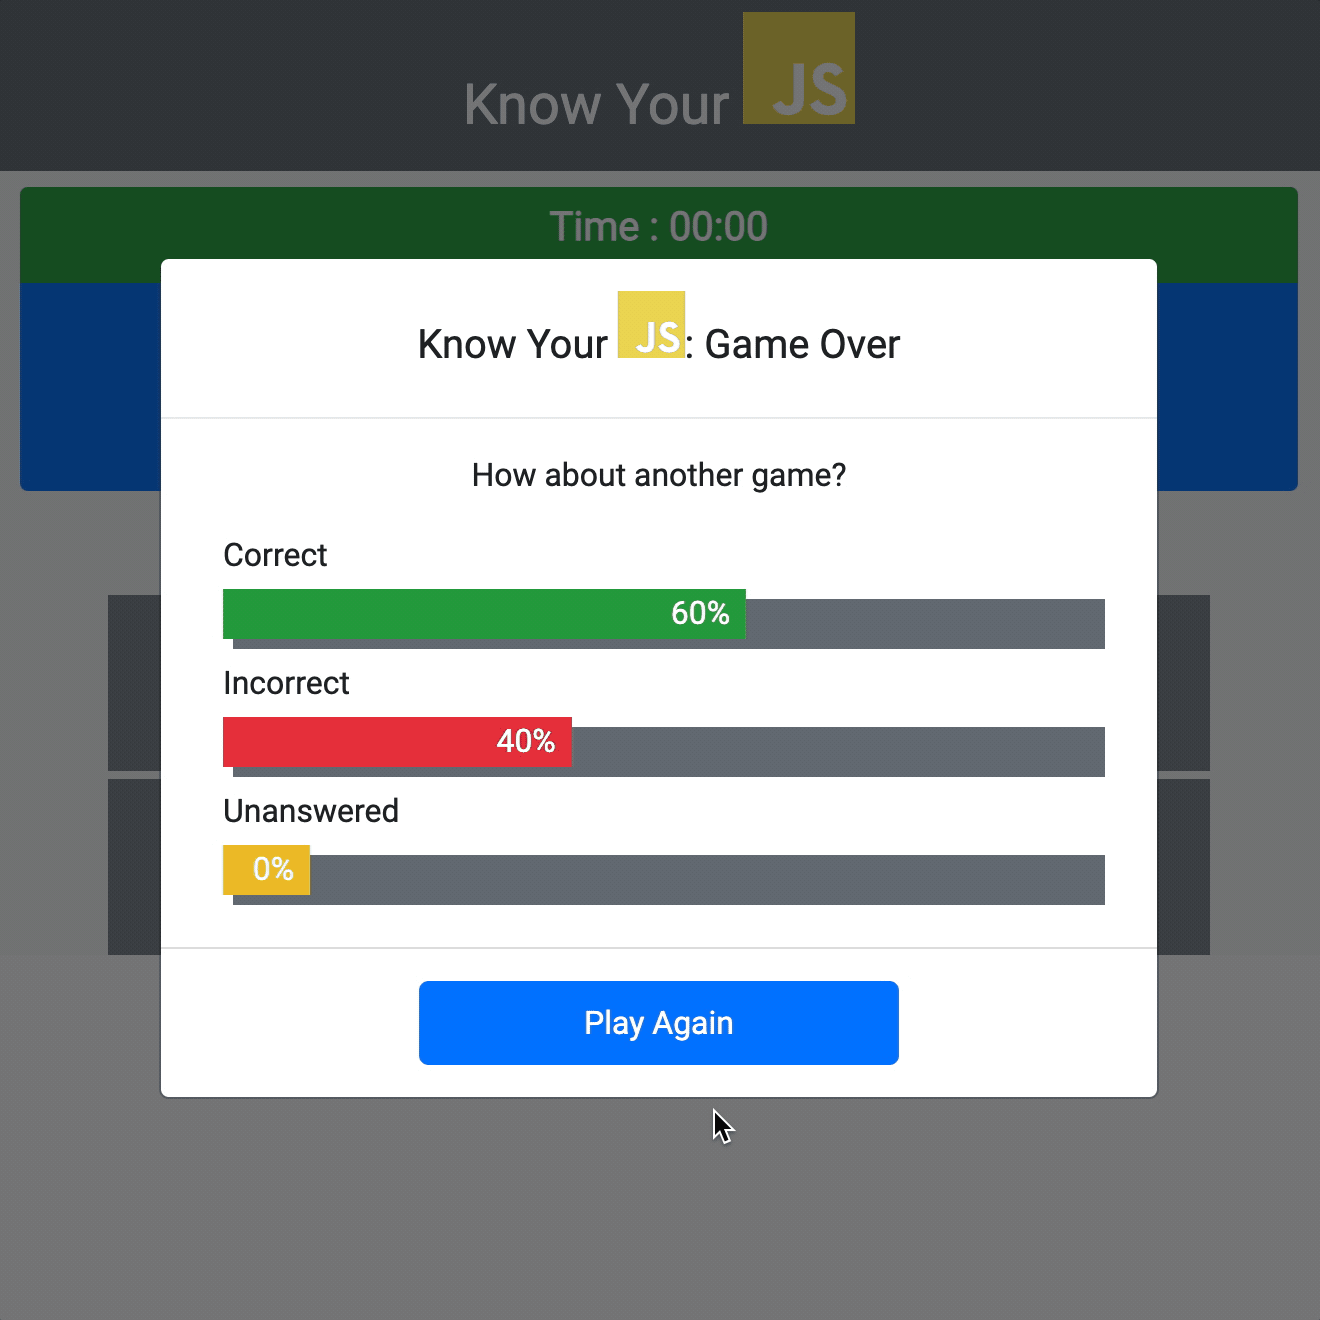 Know Your JS
Time : 00:00
Know Your JS: Game Over
How about another game?
Correct
60%
Incorrect
40%
Unanswered
0%
Play Again